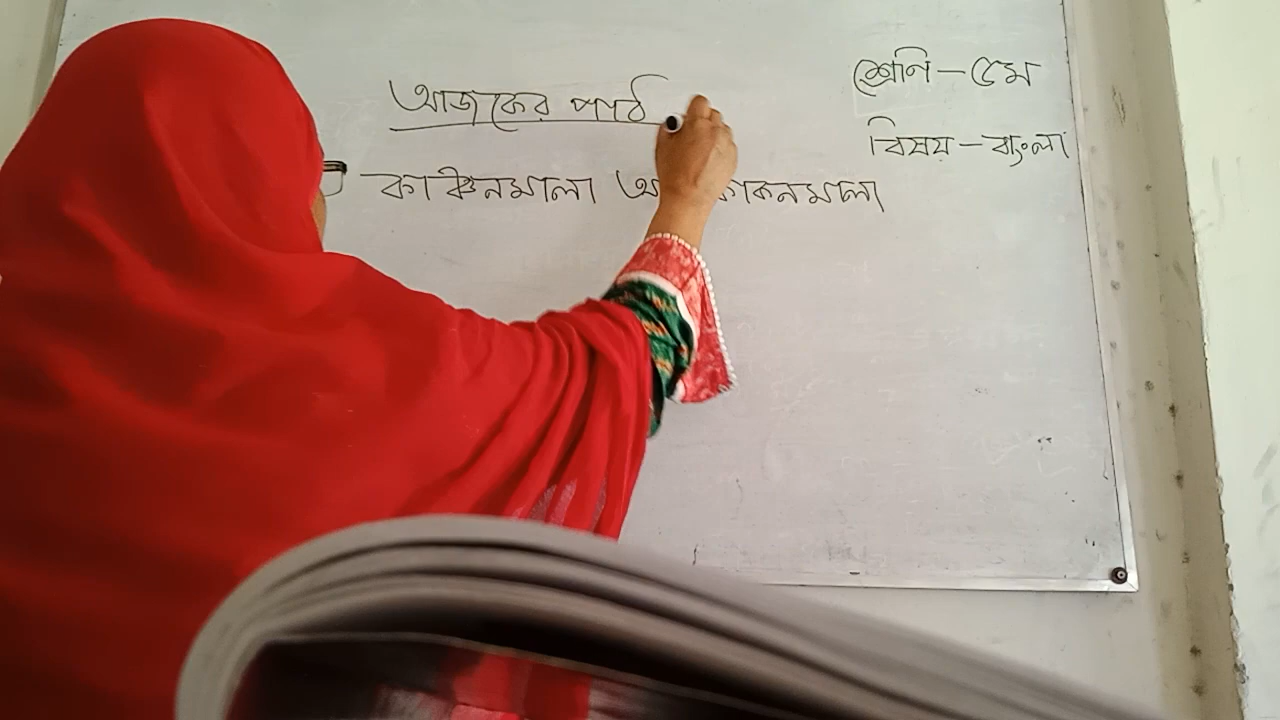 শ্রেণি - ৫ম
আজকের পাঠ
বিষয় - বাংলা
কাঞ্চনমালা কাকনমালা